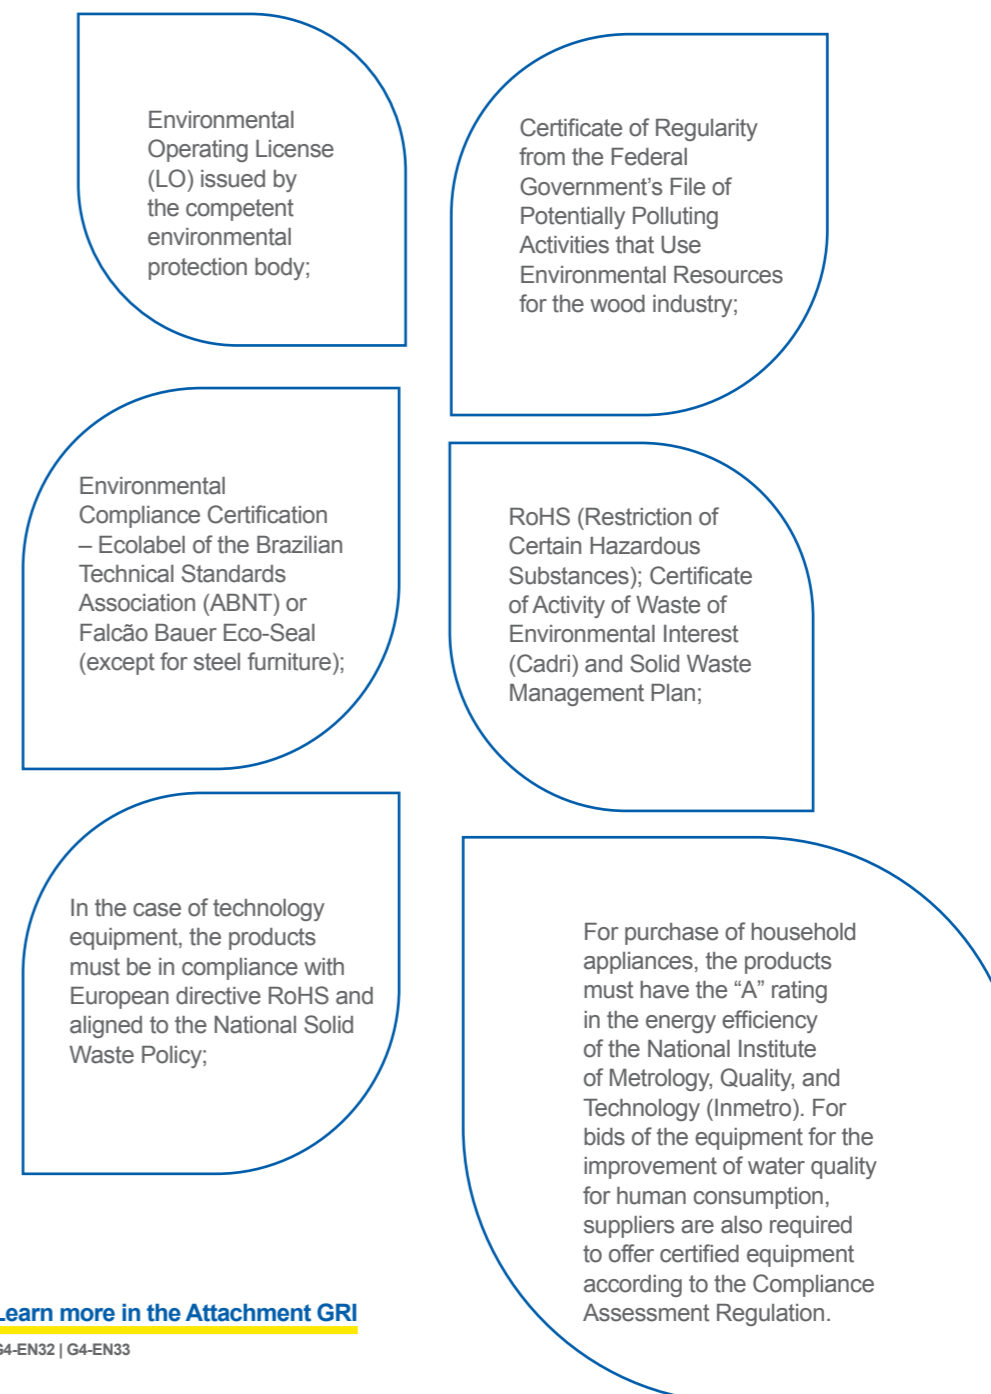 Environmental
Operating License
(LO) issued by
the competent
environmental
protection body;
Certificate of Regularity
from the Federal
Government’s File of
Potentially Polluting
Activities that Use
Environmental Resources
for the wood industry;
Environmental
Compliance Certification
– Ecolabel of the Brazilian
Technical Standards
Association (ABNT) or
Falcão Bauer Eco-Seal
(except for steel furniture);
RoHS (Restriction of
Certain Hazardous
Substances); Certificate
of Activity of Waste of
Environmental Interest
(Cadri) and Solid Waste
Management Plan;
In the case of technology
equipment, the products
must be in compliance with
European directive RoHS and
aligned to the National Solid
Waste Policy;
For purchase of household
appliances, the products
must have the “A” rating
in the energy efficiency
of the National Institute
of Metrology, Quality, and
Technology (Inmetro). For
bids of the equipment for the
improvement of water quality
for human consumption,
suppliers are also required
to offer certified equipment
according to the Compliance
Assessment Regulation.
Learn more in the Attachment GRI
G4-EN32 | G4-EN33